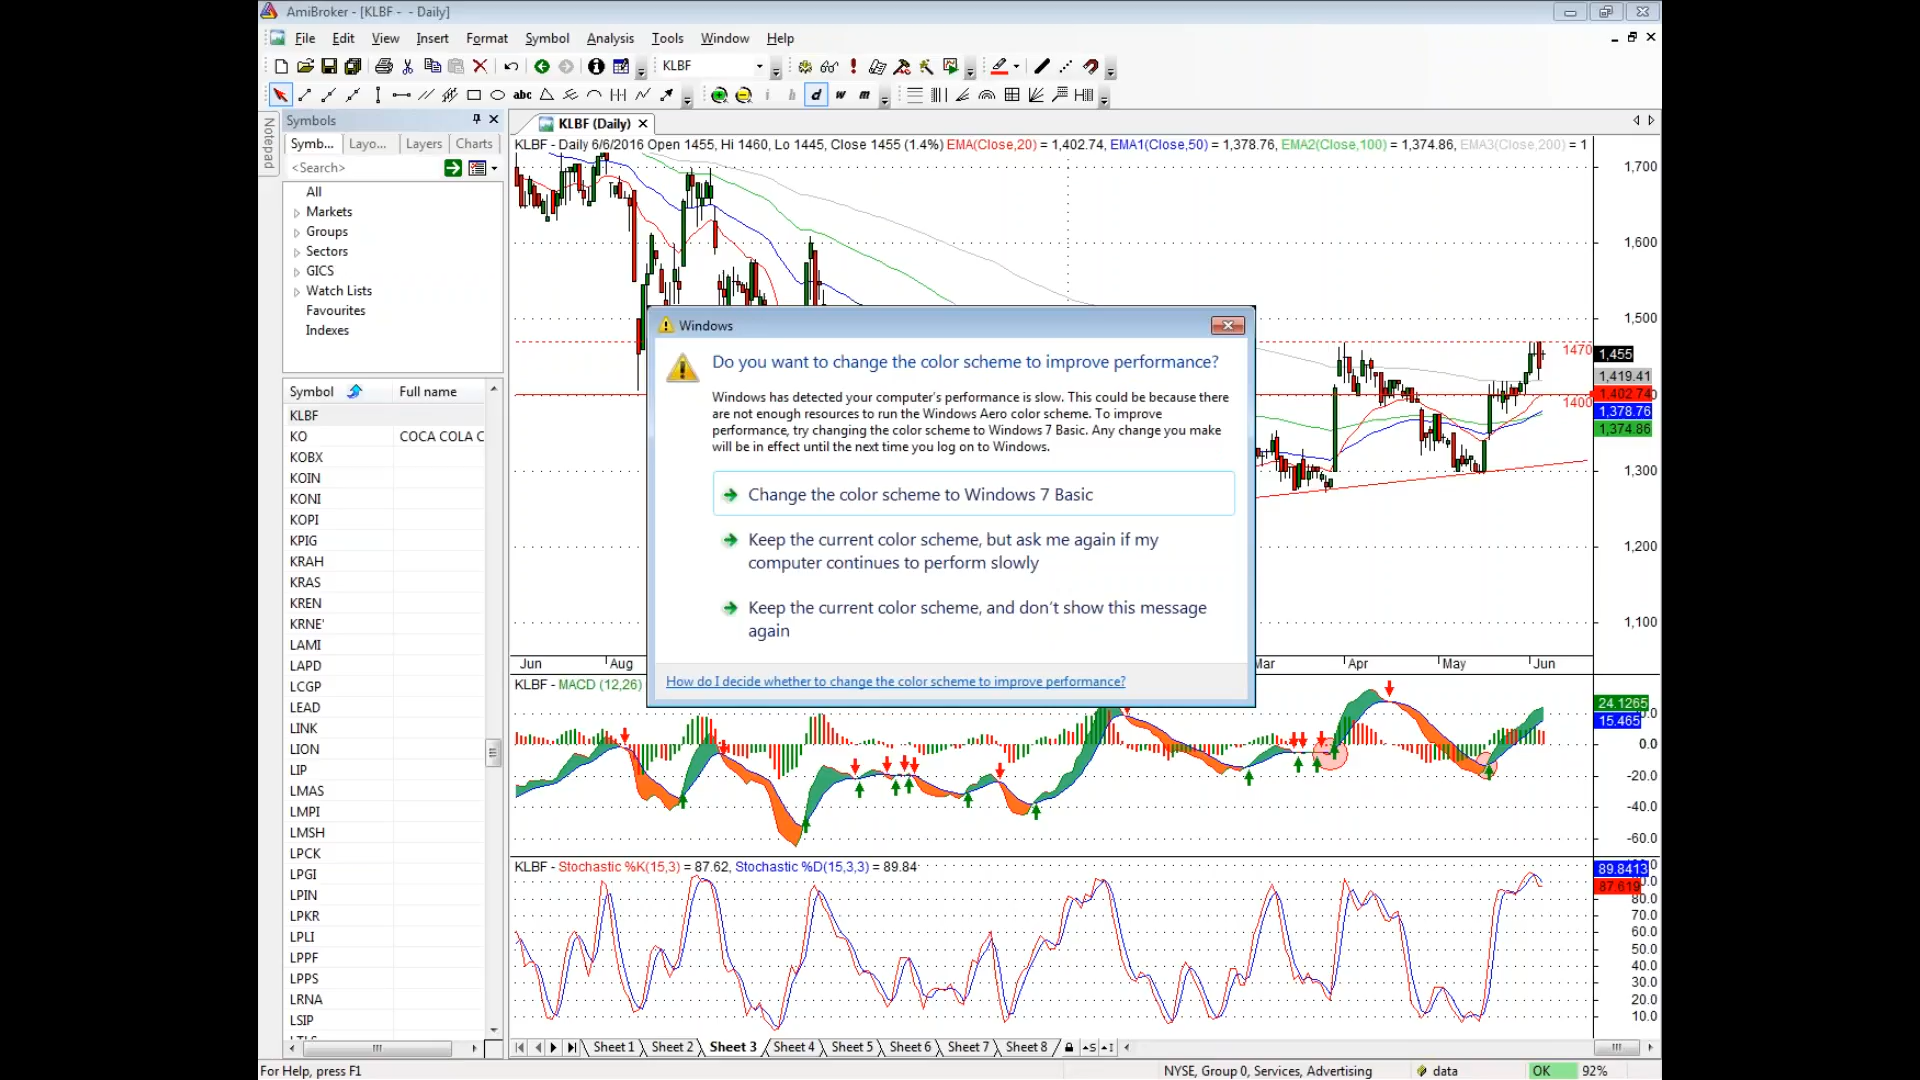 AmiBroker - [KLBF - - Daily]
File Edit View Insert Format Symbol Analysis Tools Window Help
KLBF
abc
i h d w m
Notepad
Symbols
Symb... Layo... Layers Charts
<Search>
All
Markets
Groups
Sectors
GICS
Watch Lists
Favourites
Indexes
Symbol Full name
KLBF
KO COCA COLA C
KOBX
KOIN
KONI
KOPI
KPIG
KRAH
KRAS
KREN
KRNE'
LAMI
LAPD
LCGP
LEAD
LINK
LION
LIP
LMAS
LMPI
LMSH
LPCK
LPGI
LPIN
LPKR
LPLI
LPPF
LPPS
LRNA
LSIP
KLBF (Daily)
KLBF - Daily 6/6/2016 Open 1455, Hi 1460, Lo 1445, Close 1455 (1.4%) EMA(Close,20) = 1,402.74, EMA1(Close,50) = 1,378.76, EMA2(Close,100) = 1,374.86, EMA3(Close,200) = 1
1,700
1,600
1,500
1470
1,455
1,419.41
1,402.74
1400
1,378.76
1,374.86
1,300
1,200
1,100
Jun Aug Mar Apr May Jun
Windows
Do you want to change the color scheme to improve performance?
Windows has detected your computer's performance is slow. This could be because there
are not enough resources to run the Windows Aero color scheme. To improve
performance, try changing the color scheme to Windows 7 Basic. Any change you make
will be in effect until the next time you log on to Windows.
Change the color scheme to Windows 7 Basic
Keep the current color scheme, but ask me again if my
computer continues to perform slowly
Keep the current color scheme, and don't show this message
again
How do I decide whether to change the color scheme to improve performance?
KLBF - MACD (12,26)
24.1265
15.465
0.0
-20.0
-40.0
-60.0
KLBF - Stochastic %K(15,3) = 87.62, Stochastic %D(15,3,3) = 89.84
89.8413
87.619
80.0
70.0
60.0
50.0
40.0
30.0
20.0
10.0
Sheet 1 Sheet 2 Sheet 3 Sheet 4 Sheet 5 Sheet 6 Sheet 7 Sheet 8
For Help, press F1 NYSE, Group 0, Services, Advertising data OK 92%